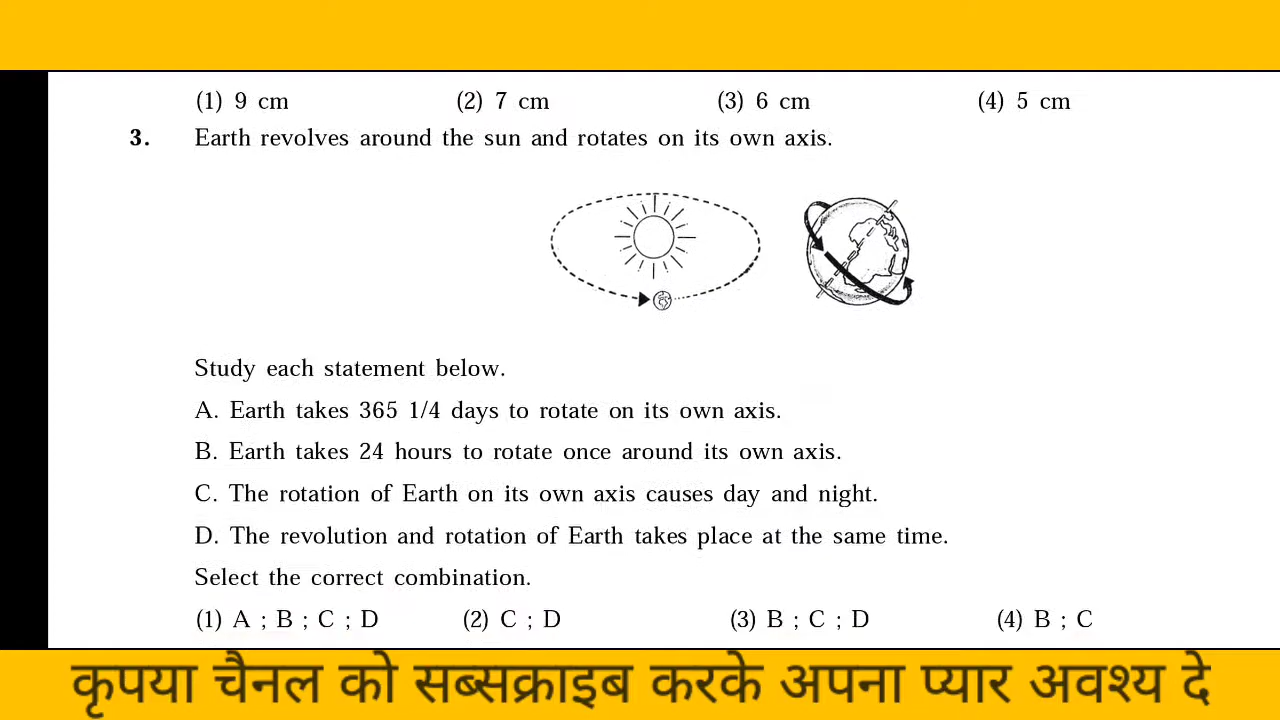 (1) 9 cm (2) 7 cm (3) 6 cm (4) 5 cm
3. Earth revolves around the sun and rotates on its own axis.
Study each statement below.
A. Earth takes 365 1/4 days to rotate on its own axis.
B. Earth takes 24 hours to rotate once around its own axis.
C. The rotation of Earth on its own axis causes day and night.
D. The revolution and rotation of Earth takes place at the same time.
Select the correct combination.
(1) A ; B ; C ; D (2) C ; D (3) B ; C ; D (4) B ; C
कृपया चैनल को सब्सक्राइब करके अपना प्यार अवश्य दे